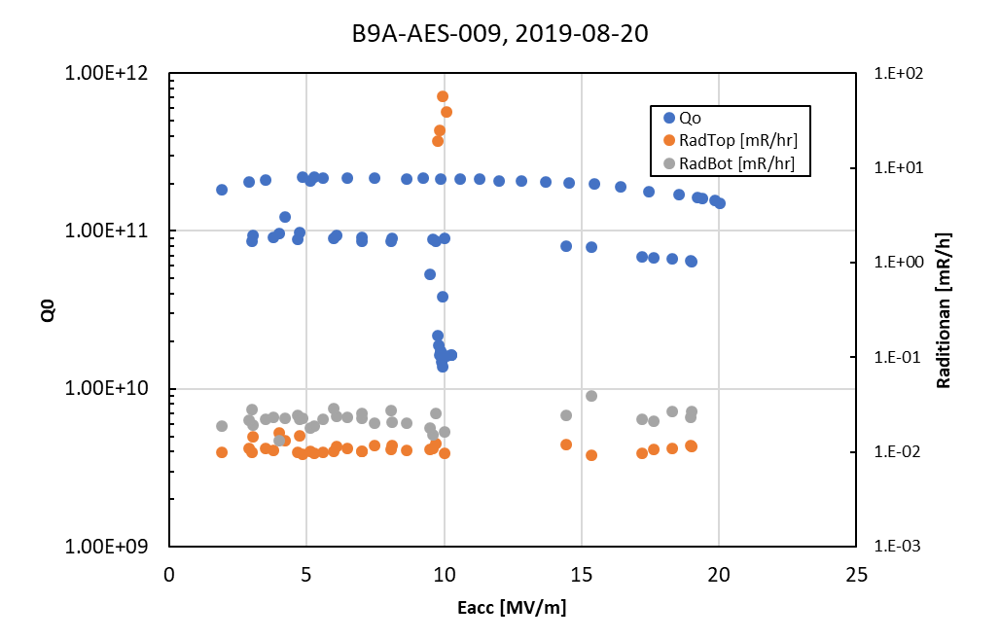 B9A-AES-009, 2019-08-20
1.00E+12
1.00E+11
1.00E+10
1.00E+09
Q0
Qo
RadTop [mR/hr]
RadBot [mR/hr]
1.E+02
1.E+01
1.E+00
1.E-01
1.E-02
1.E-03
Raditionan [mR/h]
0 5 10 15 20 25
Eacc [MV/m]